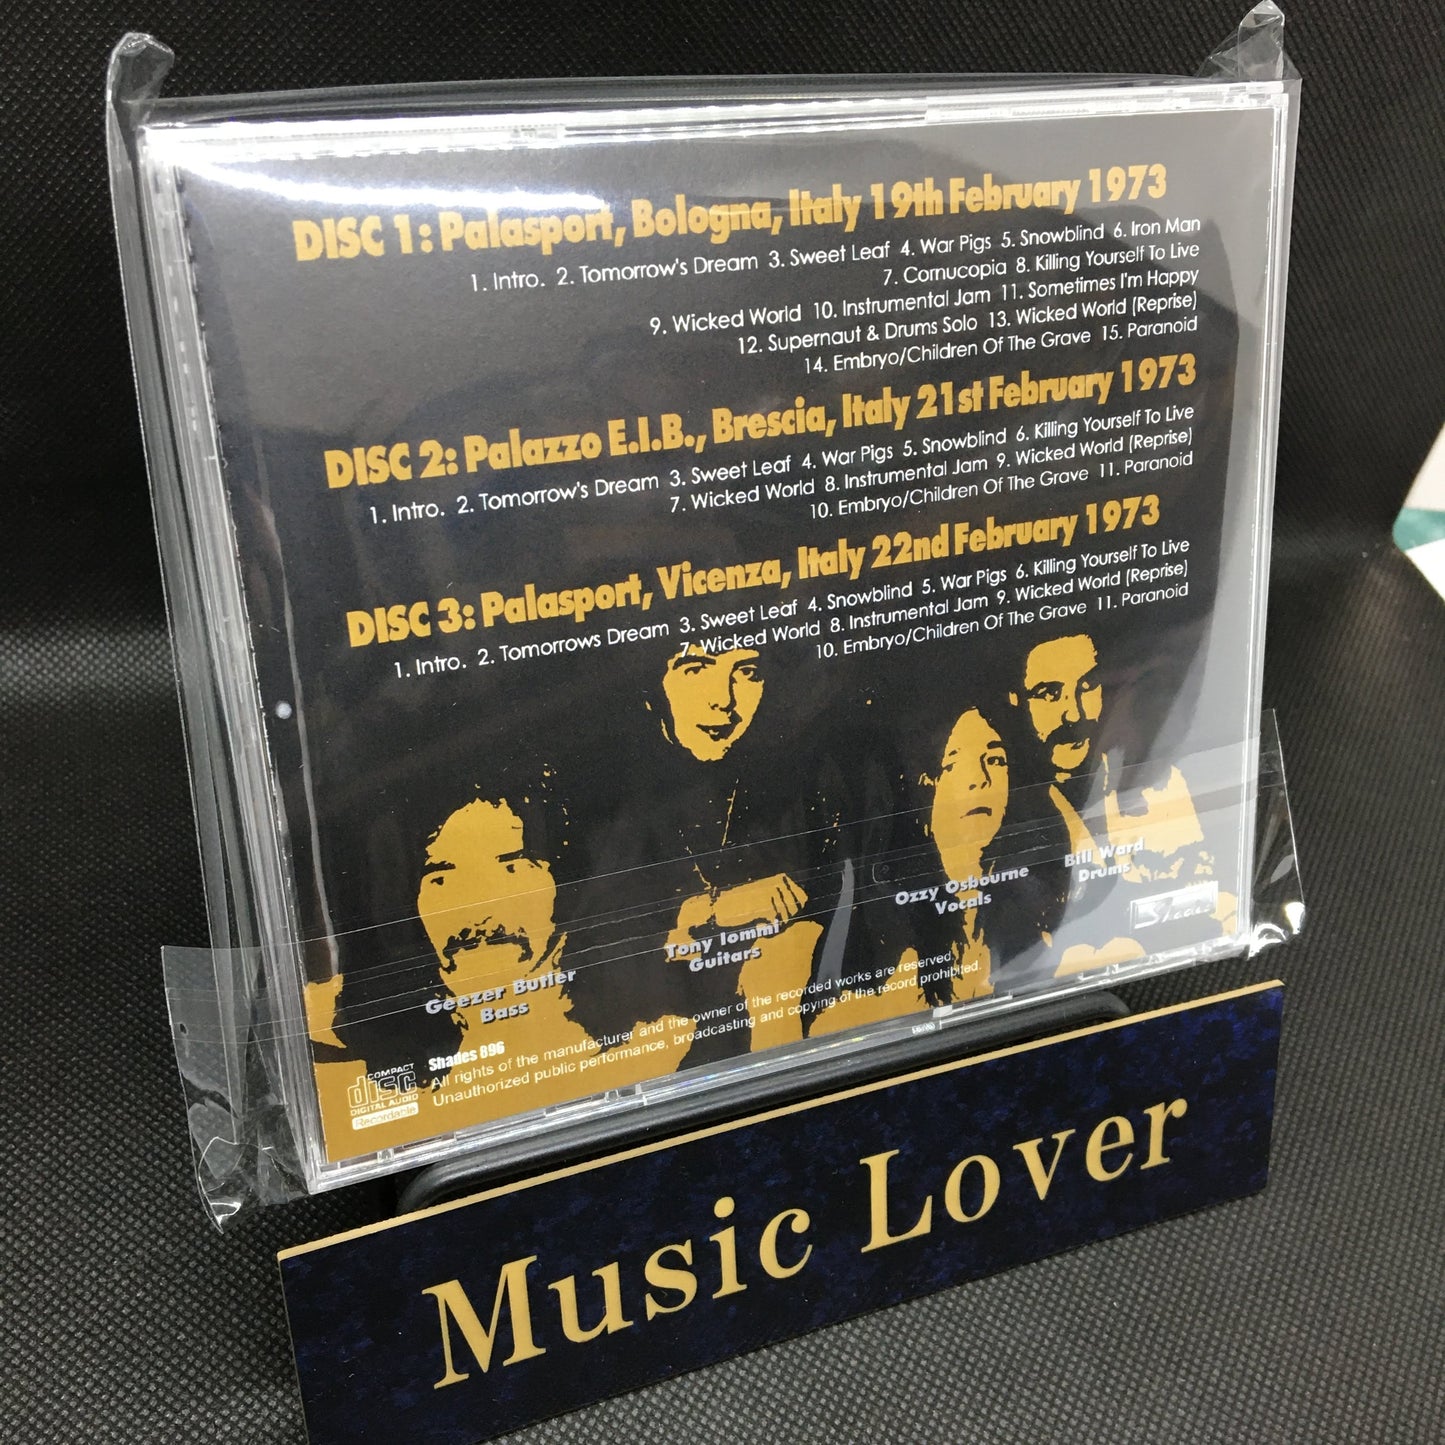 DISC 1: Palasport, Bologna, Italy 19th February 1973
1. Intro. 2. Tomorrow's Dream 3. Sweet Leaf 4. War Pigs 5. Snowblind 6. Iron Man
7. Cornucopia 8. Killing Yourself To Live
9. Wicked World 10. Instrumental Jam 11. Sometimes I'm Happy
12. Supernaut & Drums Solo 13. Wicked World (Reprise)
14. Embryo/Children Of The Grave 15. Paranoid
DISC 2: Palazzo E.I.B., Brescia, Italy 21st February 1973
1. Intro. 2. Tomorrow's Dream 3. Sweet Leaf 4. War Pigs 5. Snowblind 6. Killing Yourself To Live
7. Wicked World 8. Instrumental Jam 9. Wicked World (Reprise)
10. Embryo/Children Of The Grave 11. Paranoid
DISC 3: Palasport, Vicenza, Italy 22nd February 1973
1. Intro. 2. Tomorrows Dream 3. Sweet Leaf 4. Snowblind 5. War Pigs 6. Killing Yourself To Live
7. Wicked World 8. Instrumental Jam 9. Wicked World (Reprise)
10. Embryo/Children Of The Grave 11. Paranoid
Bill Ward
Drums
Ozzy Osbourne
Vocals
Shades
Tony Iommi
Guitars
Geezer Butler
Bass
Shades 896
All rights of the manufacturer and the owner of the recorded works are reserved.
Unauthorized public performance, broadcasting and copying of the record prohibited.
COMPACT
disc
DIGITAL AUDIO
Recordable
Music Lover